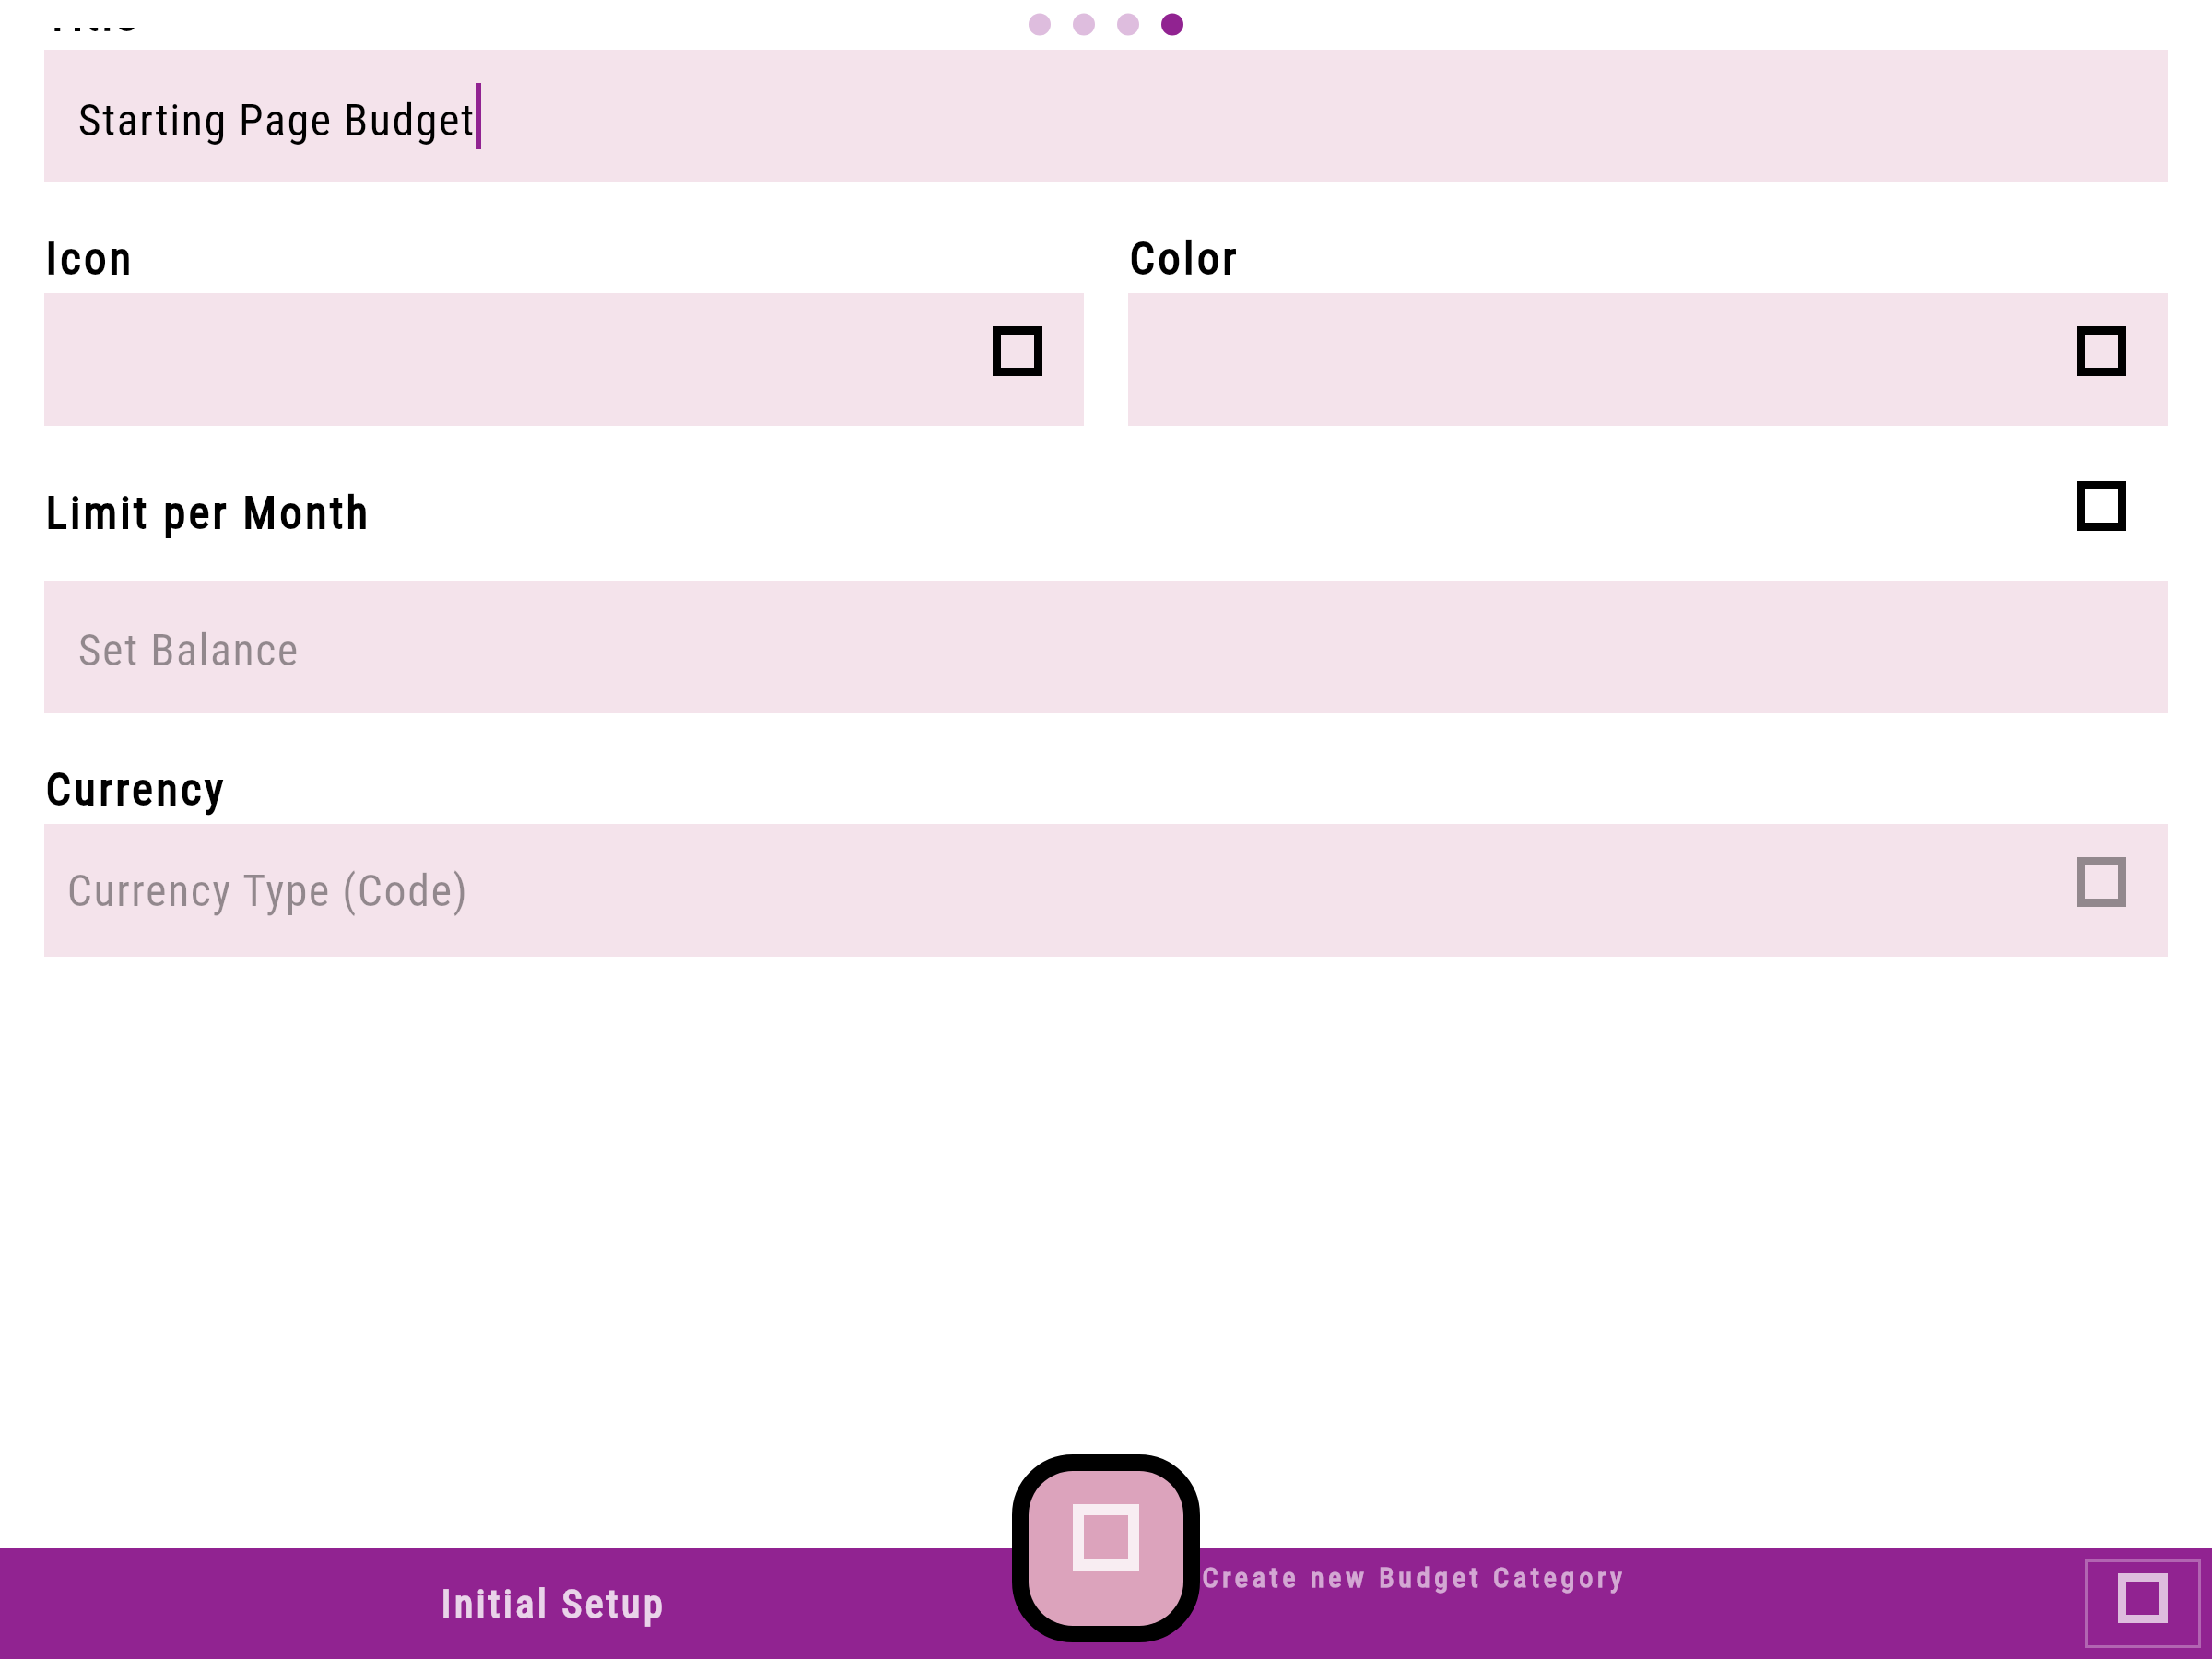 Starting Page Budget
Icon
Color
Limit per Month
Set Balance
Currency
Currency Type (Code)
Initial Setup
Create new Budget Category